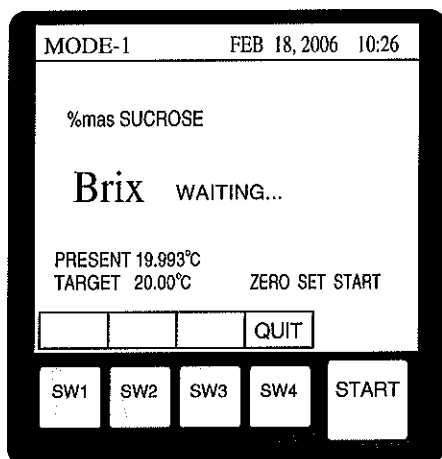 MODE-1 FEB 18, 2006 10:26
%mas SUCROSE
Brix WAITING...
PRESENT 19.993°C
TARGET 20.00°C ZERO SET START
QUIT
SW1 SW2 SW3 SW4 START